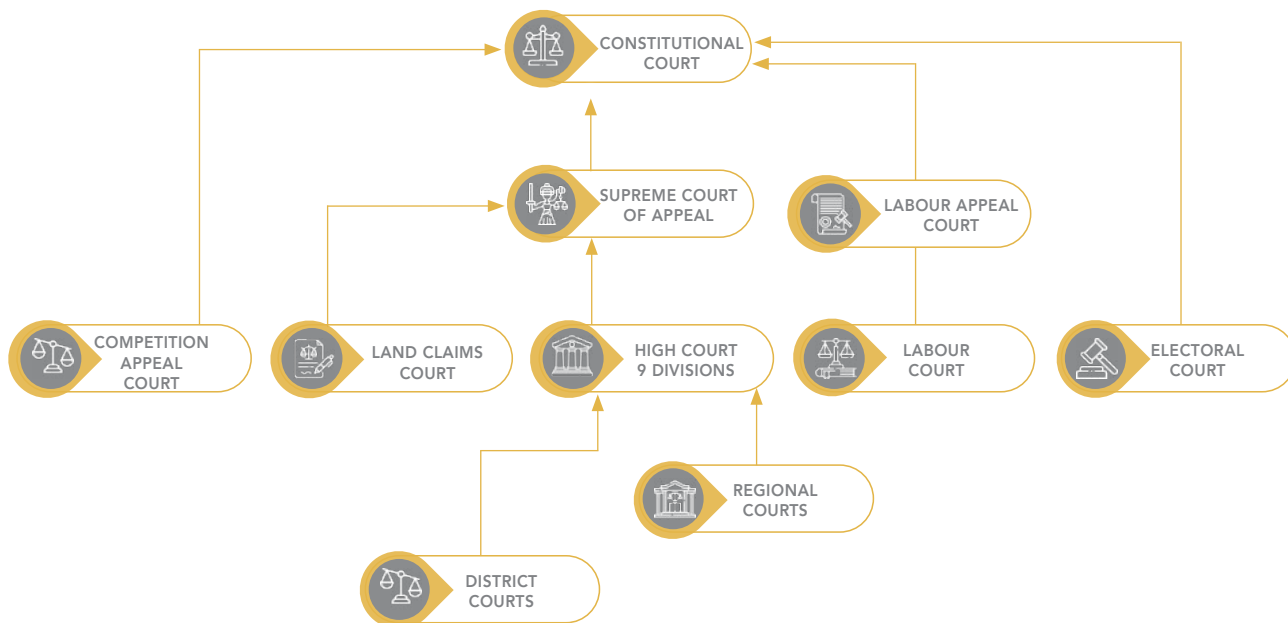 CONSTITUTIONAL
COURT
SUPREME COURT
OF APPEAL
LABOUR APPEAL
COURT
COMPETITION
APPEAL
COURT
LAND CLAIMS
COURT
HIGH COURT
9 DIVISIONS
LABOUR
COURT
ELECTORAL
COURT
REGIONAL
COURTS
DISTRICT
COURTS